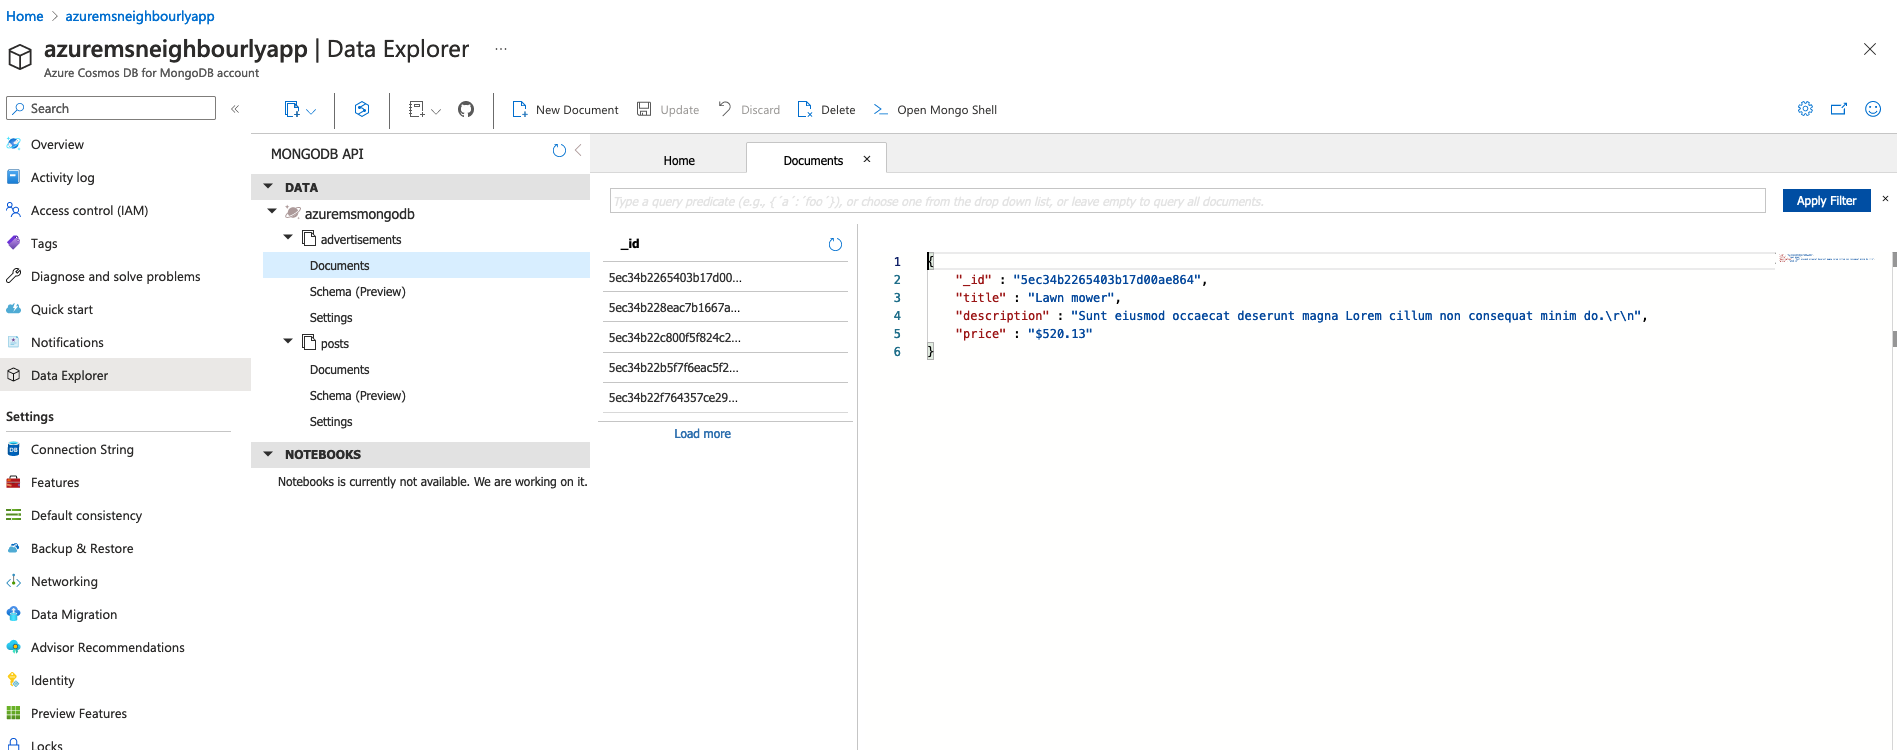 Home > azuremsneighbourlyapp
azuremsneighbourlyapp | Data Explorer ...
Azure Cosmos DB for MongoDB account
Search «
Overview
Activity log
Access control (IAM)
Tags
Diagnose and solve problems
Quick start
Notifications
Data Explorer
Settings
Connection String
Features
Default consistency
Backup & Restore
Networking
Data Migration
Advisor Recommendations
Identity
Preview Features
Locks
New Document Update Discard Delete Open Mongo Shell
MONGODB API
DATA
azuremsmongodb
advertisements
Documents
Schema (Preview)
Settings
posts
Documents
Schema (Preview)
Settings
NOTEBOOKS
Notebooks is currently not available. We are working on it.
Home Documents
Type a query predicate (e.g., {´a´:´foo´}), or choose one from the drop down list, or leave empty to query all documents.
Apply Filter
_id
5ec34b2265403b17d00...
5ec34b228eac7b1667a...
5ec34b22c800f5f824c2...
5ec34b22b5f7f6eac5f2...
5ec34b22f764357ce29...
Load more
1 {
2 "_id" : "5ec34b2265403b17d00ae864",
3 "title" : "Lawn mower",
4 "description" : "Sunt eiusmod occaecat deserunt magna Lorem cillum non consequat minim do.\r\n",
5 "price" : "$520.13"
6 }